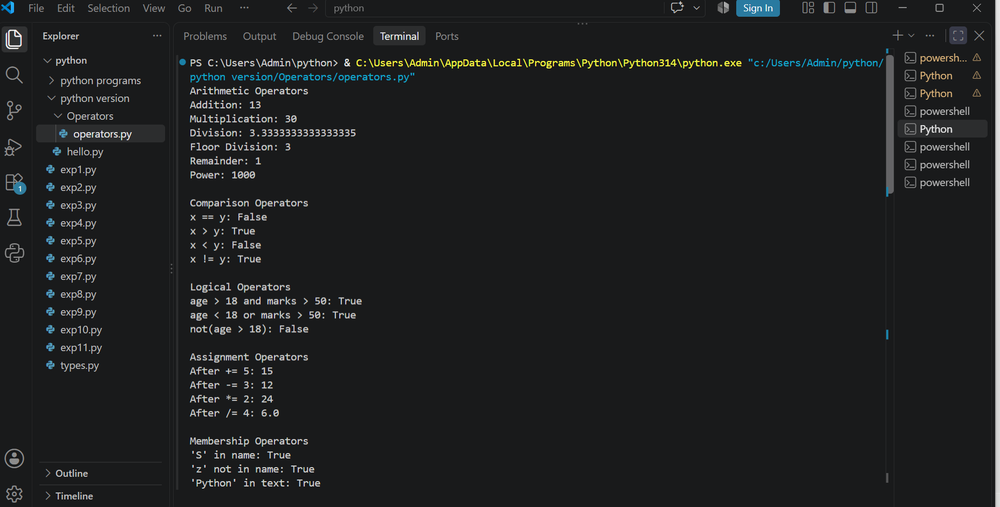 File Edit Selection View Go Run ··· python Sign In
Explorer ···
python
python programs
python version
Operators
operators.py
hello.py
exp1.py
exp2.py
exp3.py
exp4.py
exp5.py
exp6.py
exp7.py
exp8.py
exp9.py
exp10.py
exp11.py
types.py
Outline
Timeline
1
Problems Output Debug Console Terminal Ports
PS C:\Users\Admin\python> & C:\Users\Admin\AppData\Local\Programs\Python\Python314\python.exe "c:/Users/Admin/python/
python version/Operators/operators.py"
Arithmetic Operators
Addition: 13
Multiplication: 30
Division: 3.3333333333333335
Floor Division: 3
Remainder: 1
Power: 1000

Comparison Operators
x == y: False
x > y: True
x < y: False
x != y: True

Logical Operators
age > 18 and marks > 50: True
age < 18 or marks > 50: True
not(age > 18): False

Assignment Operators
After += 5: 15
After -= 3: 12
After *= 2: 24
After /= 4: 6.0

Membership Operators
'S' in name: True
'z' not in name: True
'Python' in text: True
powersh...
Python
Python
powershell
Python
powershell
powershell
powershell